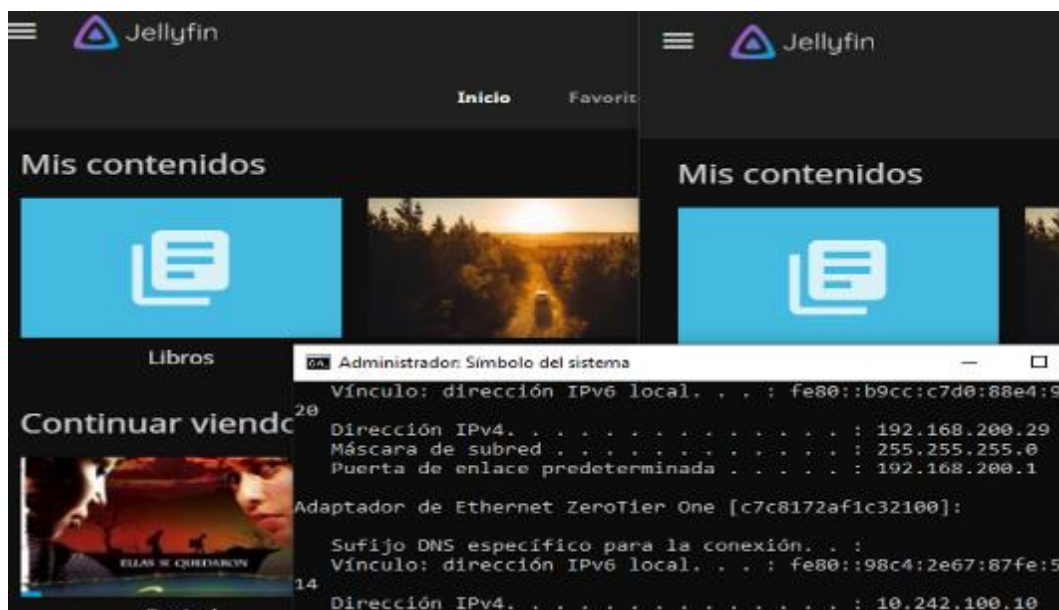 Jellyfin
Inicio Favorit
Mis contenidos
Libros
Continuar viendo
ELLAS SE QUEDARON
Jellyfin
Mis contenidos
Administrador: Símbolo del sistema
Vínculo: dirección IPv6 local. . . : fe80::b9cc:c7d0:88e4:9
20
Dirección IPv4. . . . . . . . . . . . . . : 192.168.200.29
Máscara de subred . . . . . . . . . . . . : 255.255.255.0
Puerta de enlace predeterminada . . . . . : 192.168.200.1
Adaptador de Ethernet ZeroTier One [c7c8172af1c32100]:
Sufijo DNS específico para la conexión. . :
Vínculo: dirección IPv6 local. . . : fe80::98c4:2e67:87fe:5
14
Dirección IPv4. . . . . . . . . . . . . . : 10.242.100.10